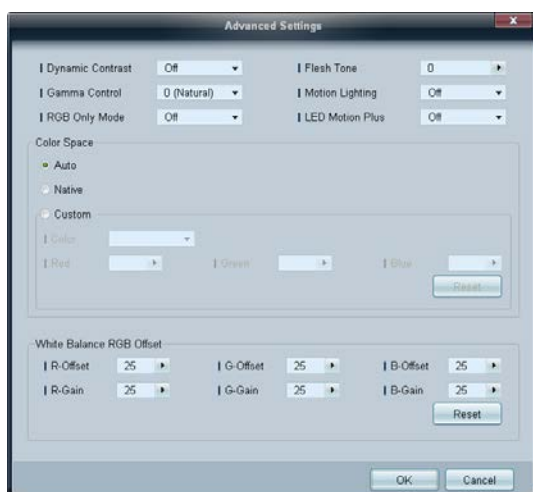 Advanced Settings
Dynamic Contrast Off Flesh Tone 0
Gamma Control 0 (Natural) Motion Lighting Off
RGB Only Mode Off LED Motion Plus Off
Color Space
Auto
Native
Custom
Color
Red Green Blue
Reset
White Balance RGB Offset
R-Offset 25 G-Offset 25 B-Offset 25
R-Gain 25 G-Gain 25 B-Gain 25
Reset
OK Cancel